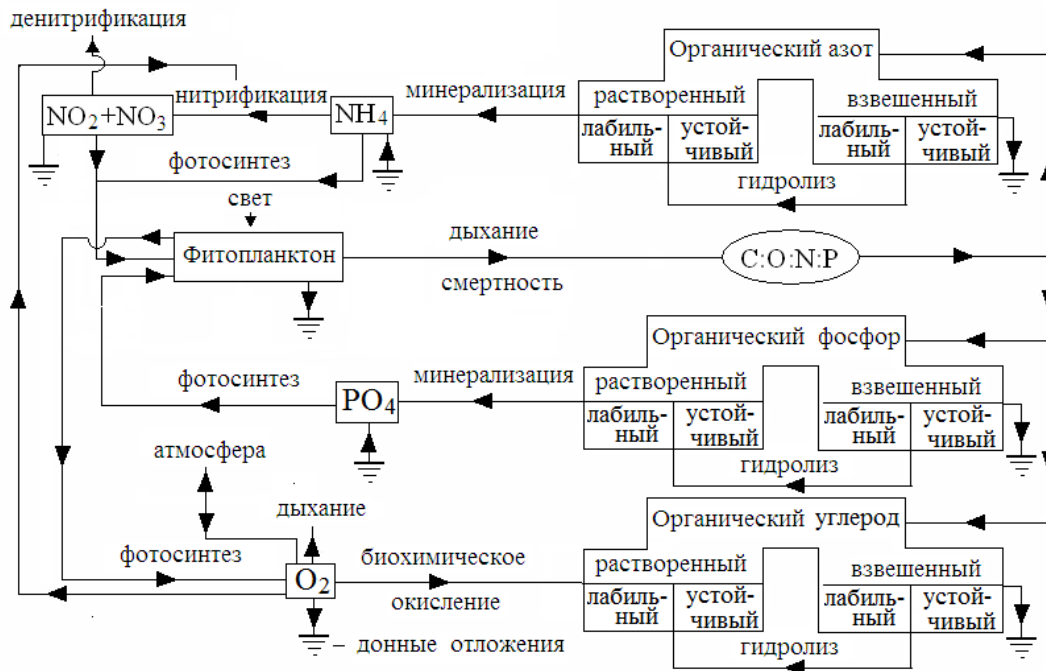 денитрификация
Органический азот
нитрификация
минерализация
растворенный
взвешенный
NO₂+NO₃
NH₄
лабиль-
ный
устой-
чивый
лабиль-
ный
устой-
чивый
фотосинтез
гидролиз
свет
дыхание
Фитопланктон
C:O:N:P
смертность
Органический фосфор
фотосинтез
минерализация
растворенный
взвешенный
PO₄
лабиль-
ный
устой-
чивый
лабиль-
ный
устой-
чивый
атмосфера
гидролиз
дыхание
Органический углерод
фотосинтез
биохимическое
растворенный
взвешенный
O₂
окисление
лабиль-
ный
устой-
чивый
лабиль-
ный
устой-
чивый
– донные отложения
гидролиз